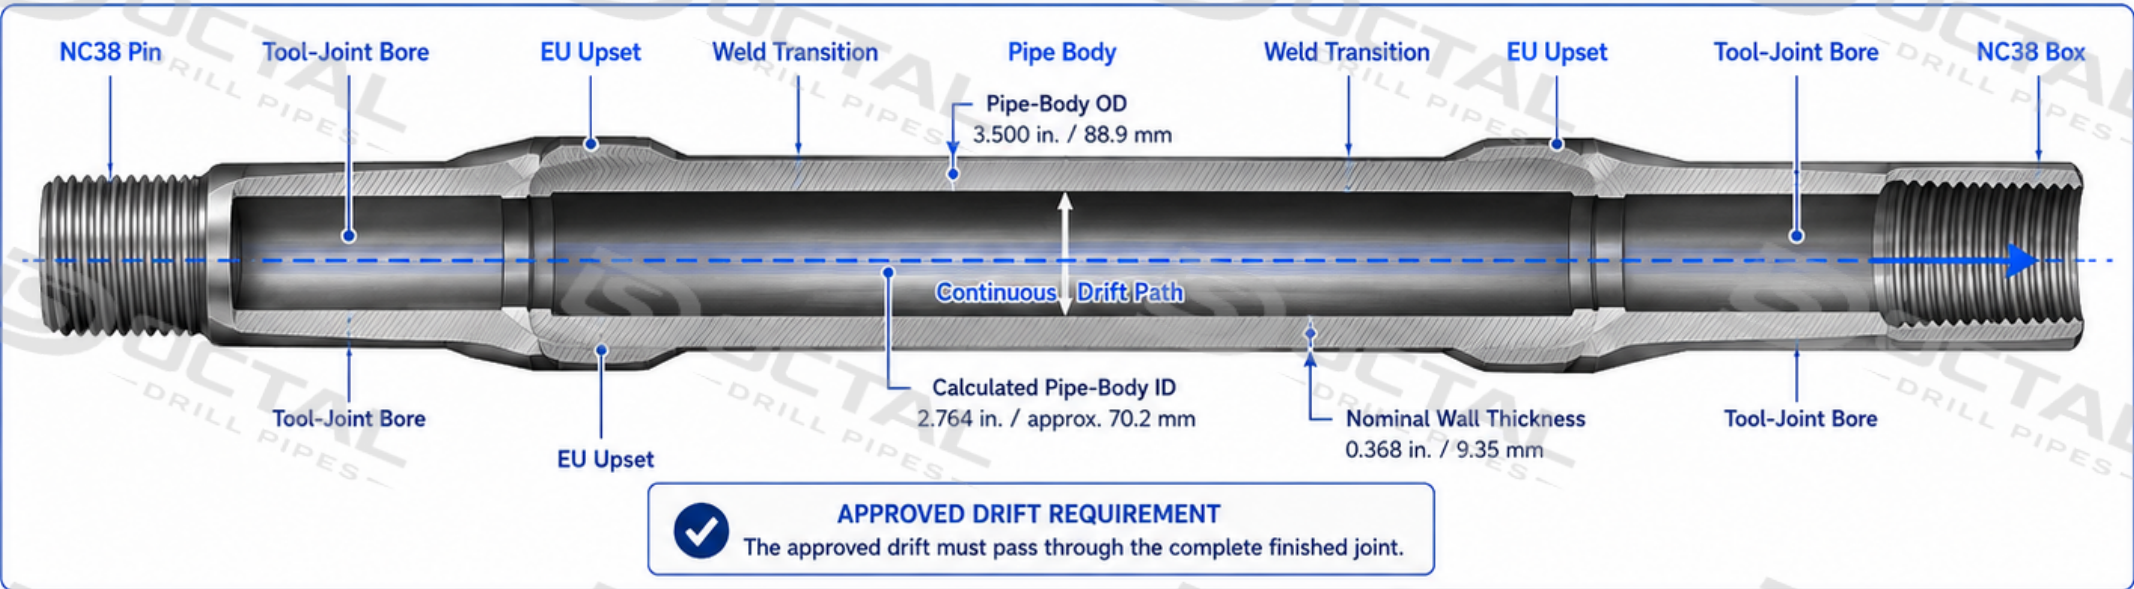 NC38 Pin
Tool-Joint Bore
EU Upset
Weld Transition
Pipe Body
Weld Transition
EU Upset
Tool-Joint Bore
NC38 Box
Pipe-Body OD
3.500 in. / 88.9 mm
Continuous Drift Path
Calculated Pipe-Body ID
2.764 in. / approx. 70.2 mm
Nominal Wall Thickness
0.368 in. / 9.35 mm
Tool-Joint Bore
Tool-Joint Bore
EU Upset
APPROVED DRIFT REQUIREMENT
The approved drift must pass through the complete finished joint.
OCTAL
DRILL PIPES